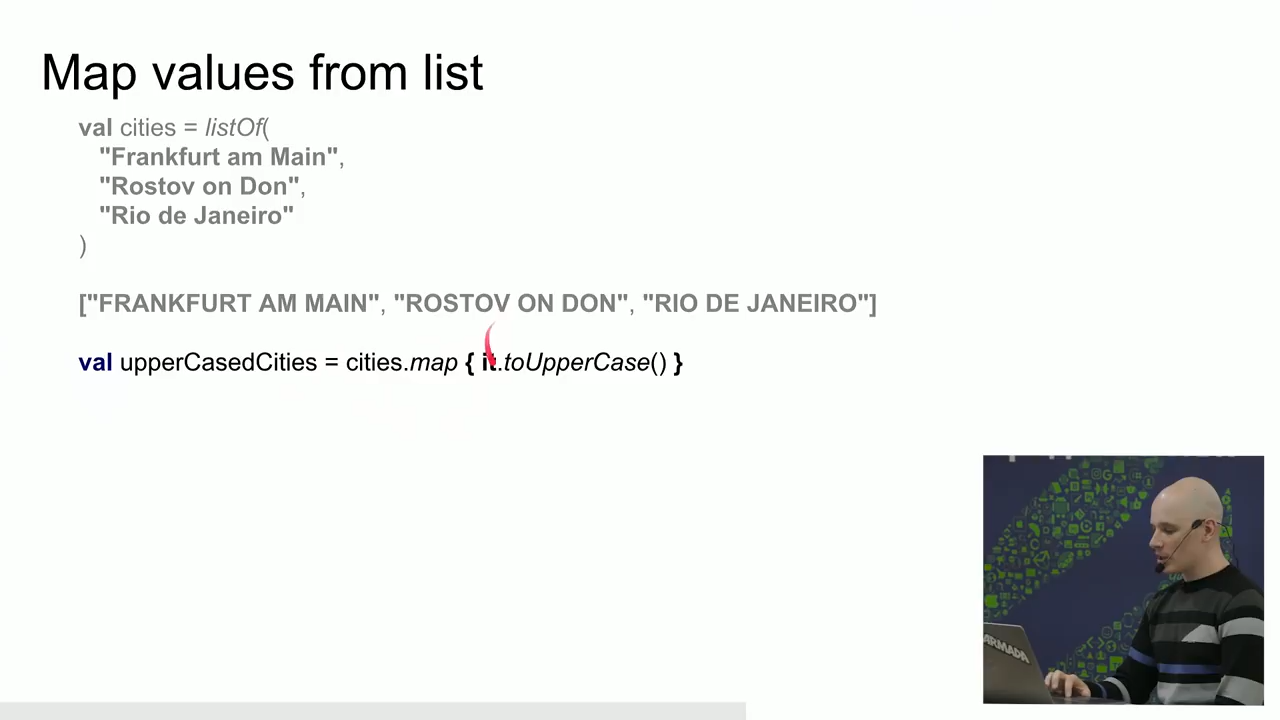 Map values from list
val cities = listOf(
"Frankfurt am Main",
"Rostov on Don",
"Rio de Janeiro"
)
["FRANKFURT AM MAIN", "ROSTOV ON DON", "RIO DE JANEIRO"]
val upperCasedCities = cities.map { it.toUpperCase() }
ARMADA